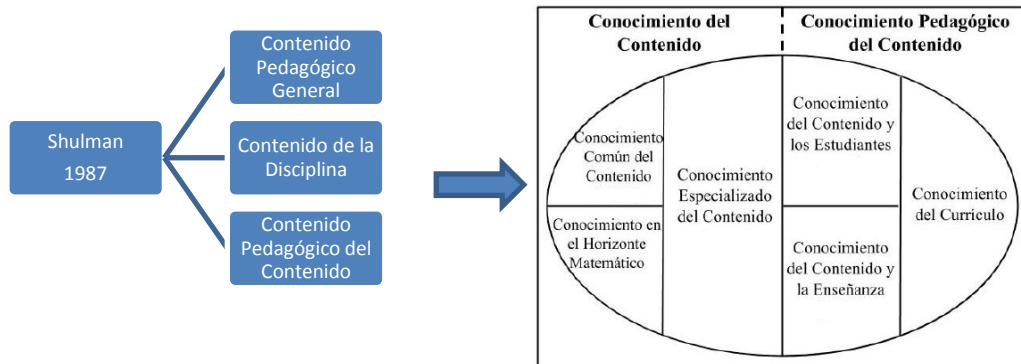 Shulman
1987
Contenido
Pedagógico
General
Contenido de la
Disciplina
Contenido
Pedagógico del
Contenido
Conocimiento del
Contenido
Conocimiento Pedagógico
del Contenido
Conocimiento
Común del
Contenido
Conocimiento en
el Horizonte
Matemático
Conocimiento
Especializado
del Contenido
Conocimiento
del Contenido y
los Estudiantes
Conocimiento
del Contenido y
la Enseñanza
Conocimiento
del Currículo